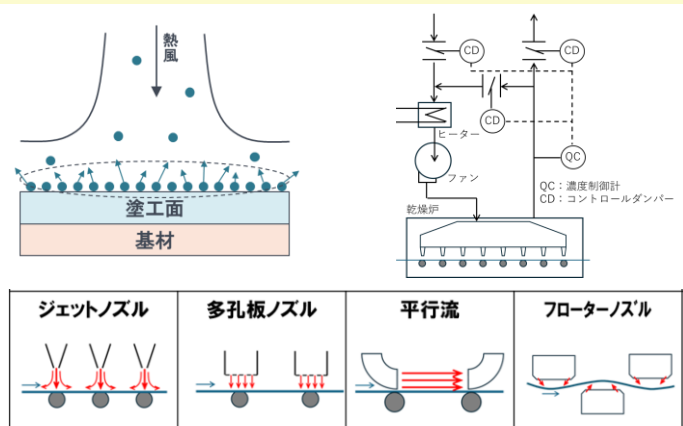 熱風
塗工面
基材
CD
CD
CD
ヒーター
ファン
QC
QC：濃度制御計
CD：コントロールダンパー
乾燥炉
ジェットノズル
多孔板ノズル
平行流
フローターノズル